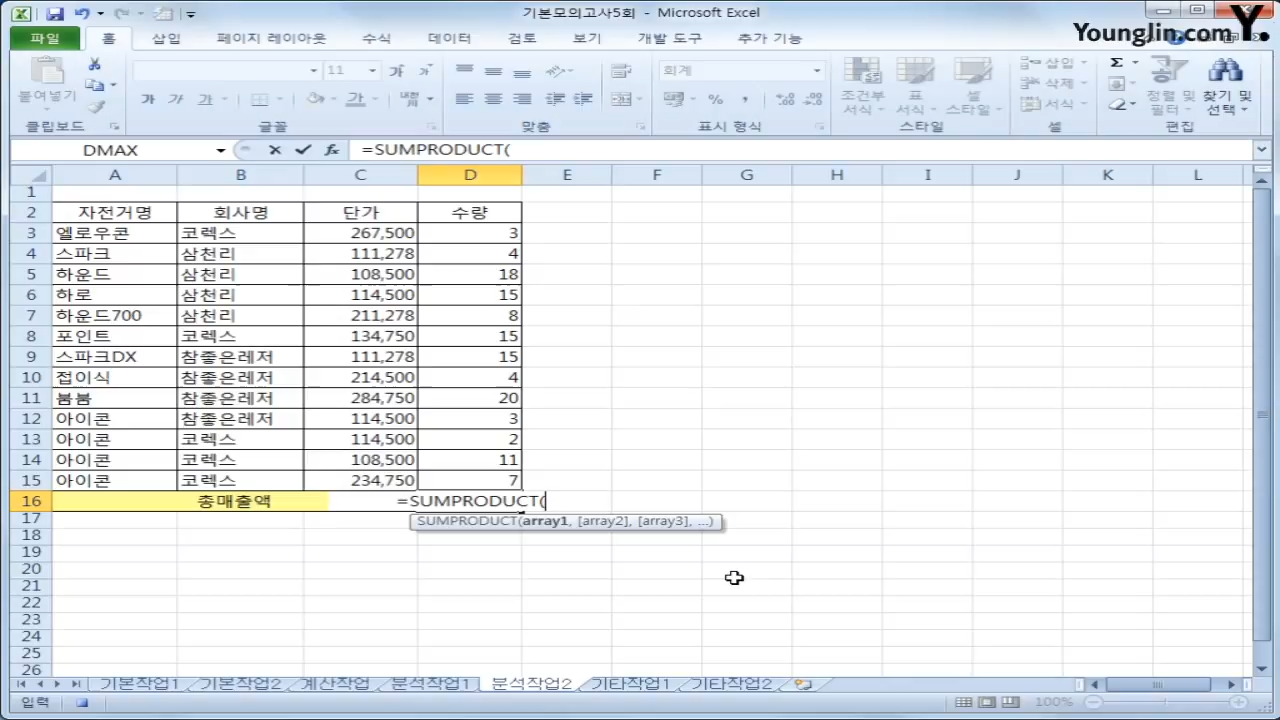 기본모의고사5회 - Microsoft Excel
Younglin.com Y.
파일 홈 삽입 페이지 레이아웃 수식 데이터 검토 보기 개발 도구 추가 기능
붙여넣기
클립보드
11
가 가 가 가
글꼴
맞춤
회계
% ,
표시 형식
조건부 서식 표 서식 셀 스타일
스타일
삽입
삭제
서식
셀
Σ
정렬 및 필터 찾기 및 선택
편집
DMAX fx =SUMPRODUCT(
A B C D E F G H I J K L
1
2 자전거명 회사명 단가 수량
3 엘로우콘 코렉스 267,500 3
4 스파크 삼천리 111,278 4
5 하운드 삼천리 108,500 18
6 하로 삼천리 114,500 15
7 하운드700 삼천리 211,278 8
8 포인트 코렉스 134,750 15
9 스파크DX 참좋은레저 111,278 15
10 접이식 참좋은레저 214,500 4
11 붐붐 참좋은레저 284,750 20
12 아이콘 참좋은레저 114,500 3
13 아이콘 코렉스 114,500 2
14 아이콘 코렉스 108,500 11
15 아이콘 코렉스 234,750 7
16 총매출액 =SUMPRODUCT(
SUMPRODUCT(array1, [array2], [array3], ...)
17
18
19
20
21
22
23
24
25
26
기본작업1 기본작업2 계산작업 분석작업1 분석작업2 기타작업1 기타작업2
입력 100%